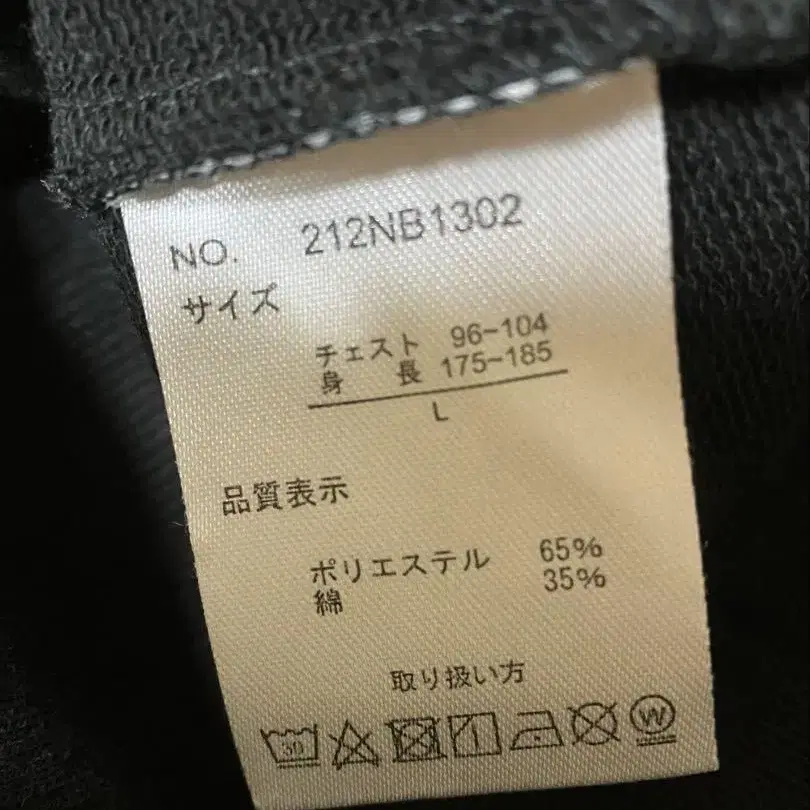 NO. 212NB1302
サイズ
チェスト 96-104
身 長 175-185
L
品質表示
ポリエステル 65%
綿 35%
取り扱い方
30
W